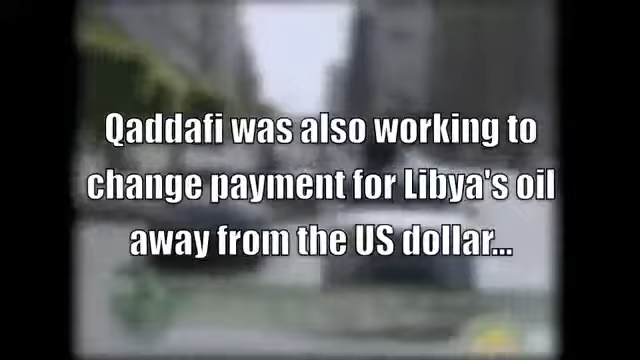 Qaddafi was also working to
change payment for Libya's oil
away from the US dollar...